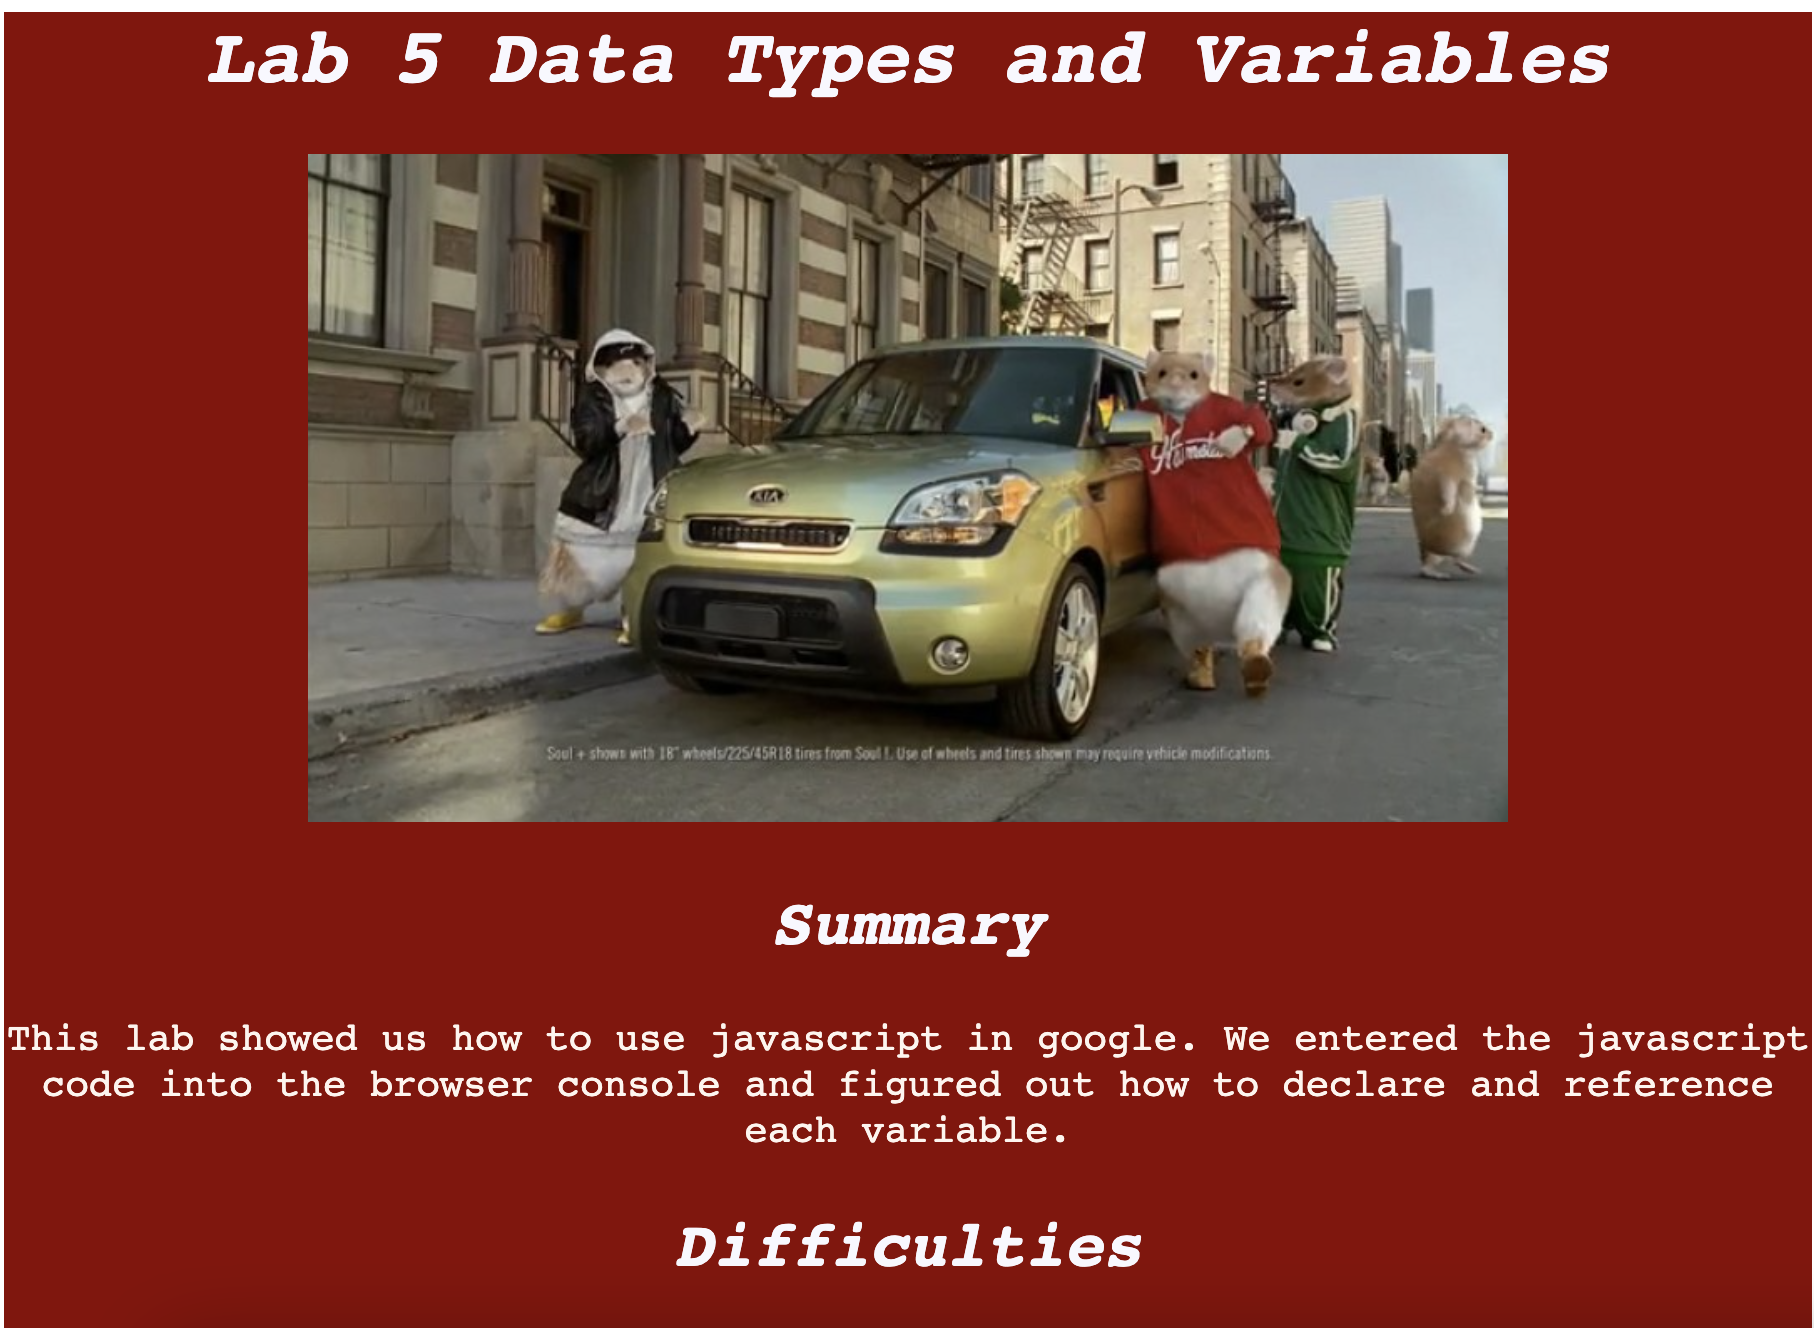 Lab 5 Data Types and Variables
KIA
Hamsta
Soul + shown with 18" wheels/225/45R18 tires from Soul !. Use of wheels and tires shown may require vehicle modifications.
Summary
This lab showed us how to use javascript in google. We entered the javascript
code into the browser console and figured out how to declare and reference
each variable.
Difficulties